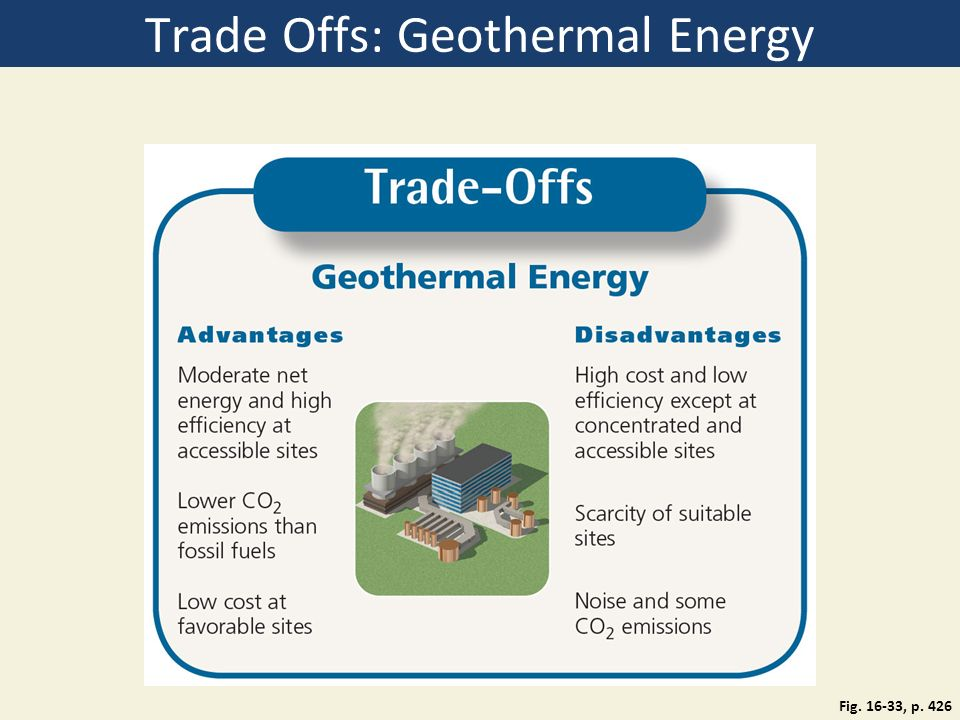 Trade Offs: Geothermal Energy
Trade-Offs
Geothermal Energy
Advantages
Moderate net
energy and high
efficiency at
accessible sites
Lower CO2
emissions than
fossil fuels
Low cost at
favorable sites
Disadvantages
High cost and low
efficiency except at
concentrated and
accessible sites
Scarcity of suitable
sites
Noise and some
CO2 emissions
Fig. 16-33, p. 426